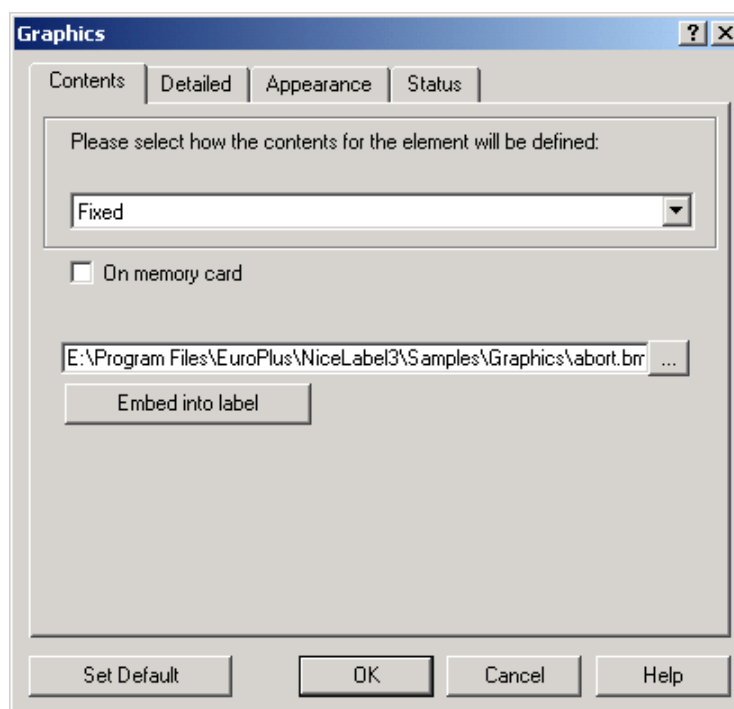 Graphics
Contents Detailed Appearance Status
Please select how the contents for the element will be defined:
Fixed
On memory card
E:\Program Files\EuroPlus\NiceLabel3\Samples\Graphics\abort.bm
...
Embed into label
Set Default OK Cancel Help